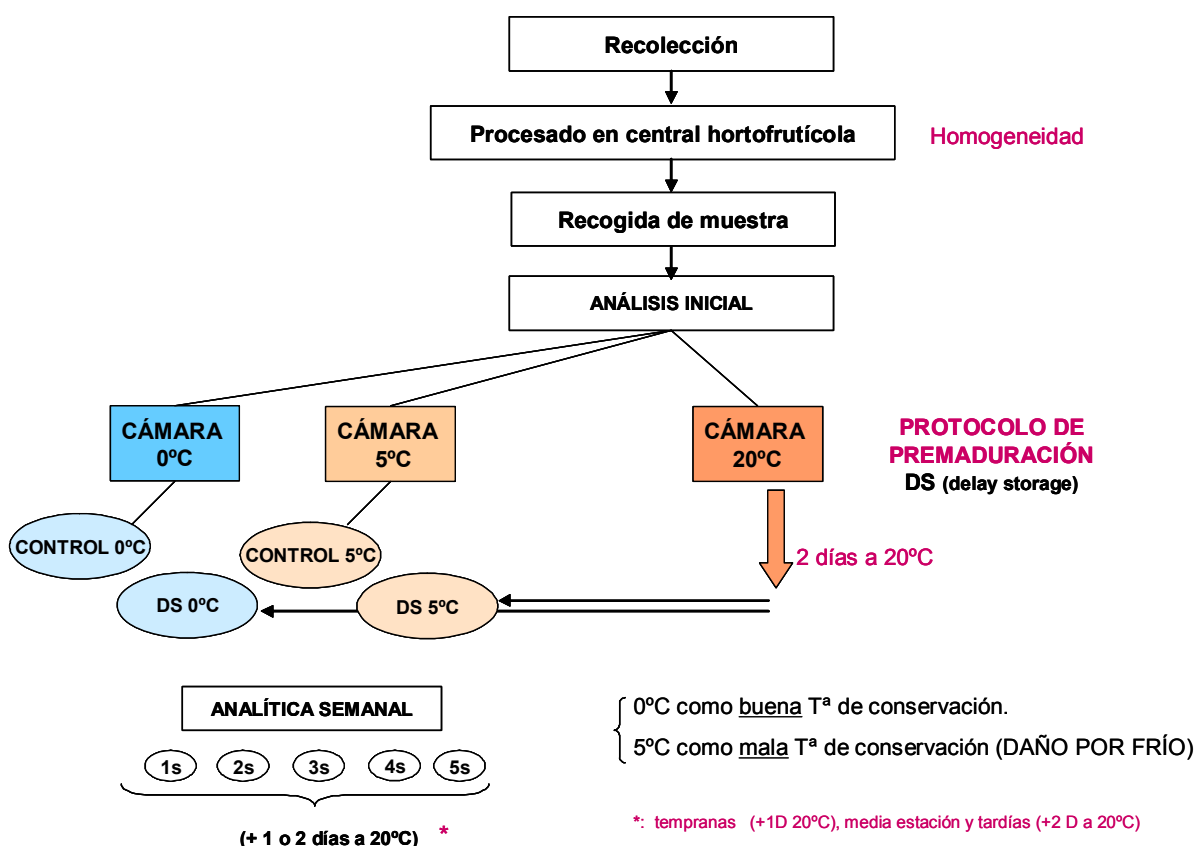 Recolección
Procesado en central hortofrutícola
Homogeneidad
Recogida de muestra
ANÁLISIS INICIAL
CÁMARA
0ºC
CÁMARA
5ºC
CÁMARA
20ºC
PROTOCOLO DE
PREMADURACIÓN
DS (delay storage)
CONTROL 0ºC
CONTROL 5ºC
2 días a 20ºC
DS 0ºC
DS 5ºC
ANALÍTICA SEMANAL
1s 2s 3s 4s 5s
(+ 1 o 2 días a 20ºC) *
0ºC como buena Tª de conservación.
5ºC como mala Tª de conservación (DAÑO POR FRÍO)
*: tempranas (+1D 20ºC), media estación y tardías (+2 D a 20ºC)